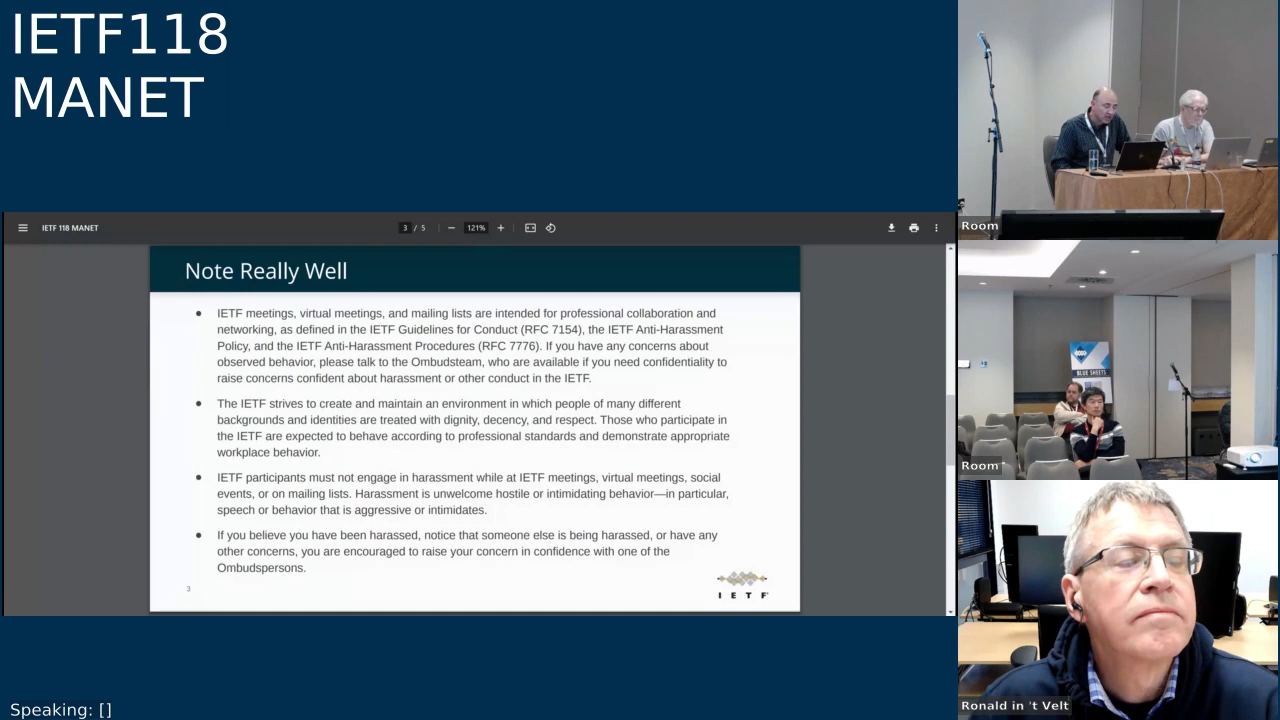 IETF118
MANET
IETF 118 MANET
3 / 5
121%
Note Really Well
● IETF meetings, virtual meetings, and mailing lists are intended for professional collaboration and
networking, as defined in the IETF Guidelines for Conduct (RFC 7154), the IETF Anti-Harassment
Policy, and the IETF Anti-Harassment Procedures (RFC 7776). If you have any concerns about
observed behavior, please talk to the Ombudsteam, who are available if you need confidentiality to
raise concerns confident about harassment or other conduct in the IETF.
● The IETF strives to create and maintain an environment in which people of many different
backgrounds and identities are treated with dignity, decency, and respect. Those who participate in
the IETF are expected to behave according to professional standards and demonstrate appropriate
workplace behavior.
● IETF participants must not engage in harassment while at IETF meetings, virtual meetings, social
events, or on mailing lists. Harassment is unwelcome hostile or intimidating behavior—in particular,
speech or behavior that is aggressive or intimidates.
● If you believe you have been harassed, notice that someone else is being harassed, or have any
other concerns, you are encouraged to raise your concern in confidence with one of the
Ombudspersons.
3
I E T F
Room
BLUE SHEETS
Room
Ronald in 't Velt
Speaking: []